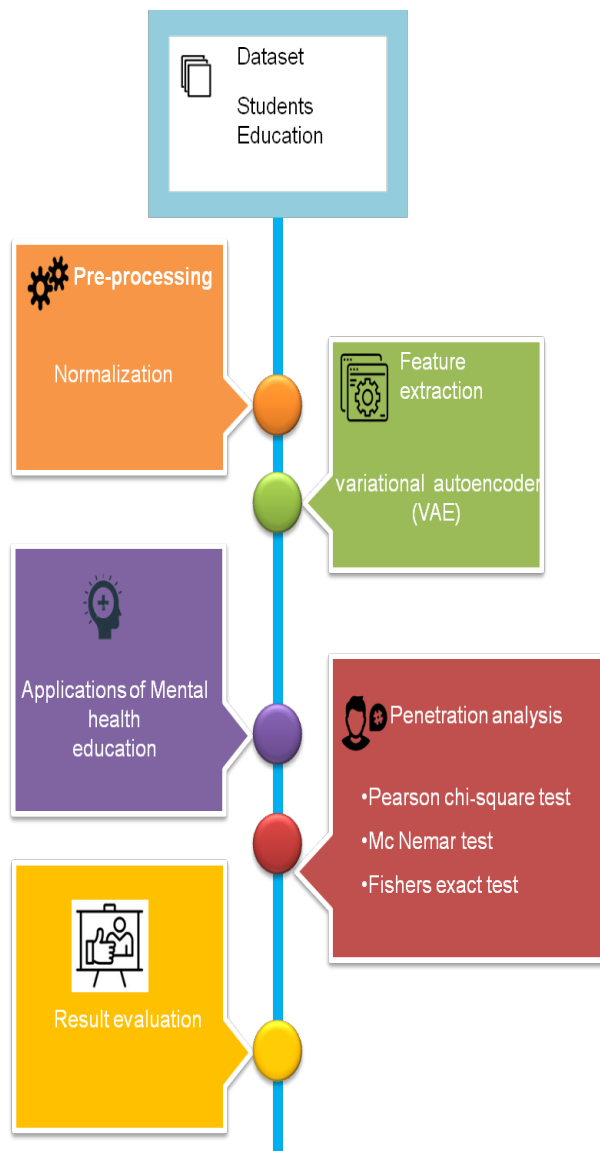 Dataset
Students
Education
Pre-processing
Normalization
Feature
extraction
variational autoencoder
(VAE)
Applications of Mental
health
education
Penetration analysis
•Pearson chi-square test
•Mc Nemar test
•Fishers exact test
Result evaluation